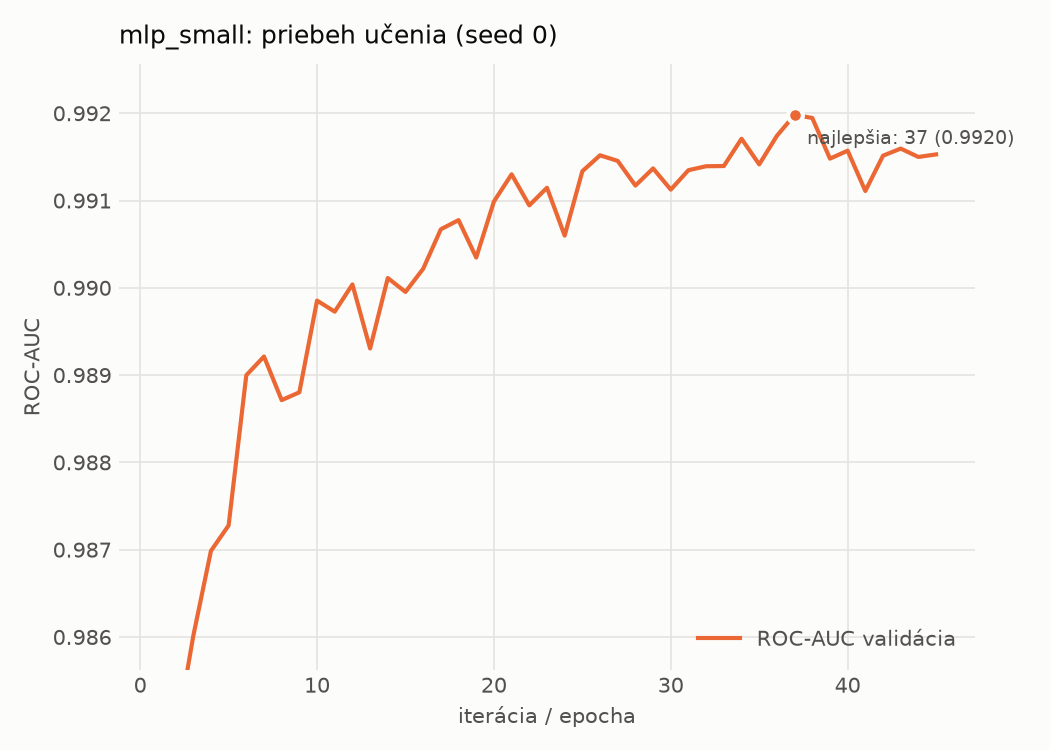 mlp_small: priebeh učenia (seed 0)
0.992
najlepšia: 37 (0.9920)
0.991
0.990
0.989
ROC-AUC
0.988
0.987
0.986
ROC-AUC validácia
0 10 20 30 40
iterácia / epocha